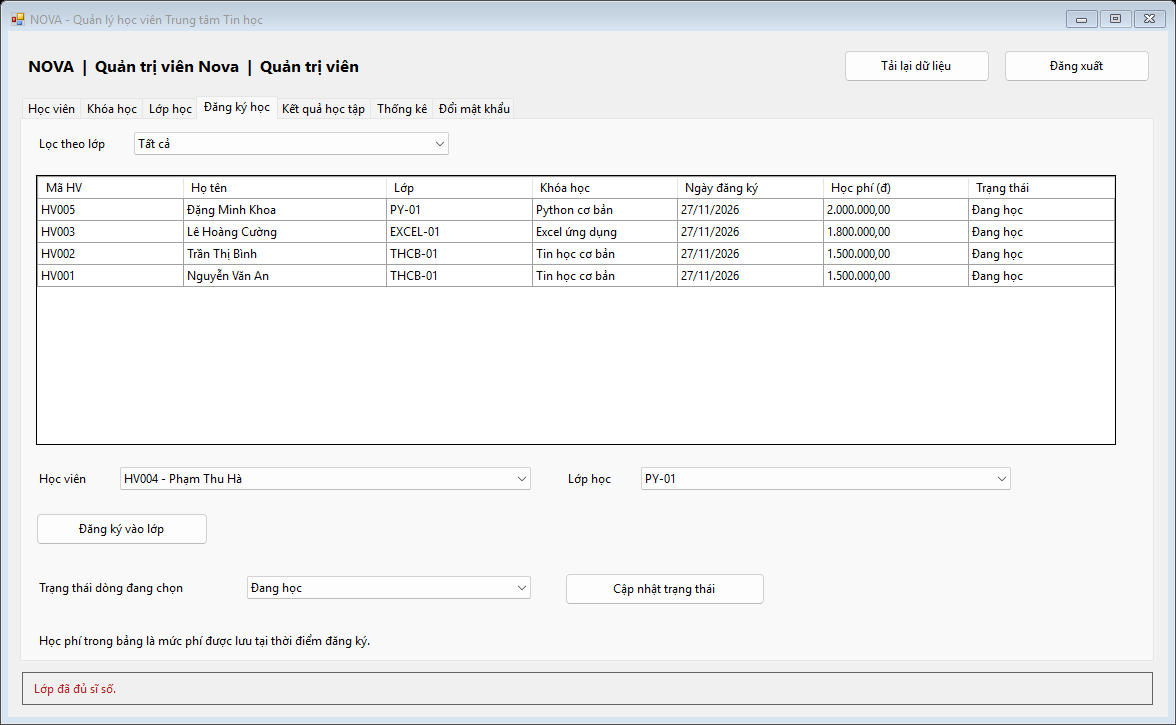 NOVA - Quản lý học viên Trung tâm Tin học
NOVA | Quản trị viên Nova | Quản trị viên
Tải lại dữ liệu
Đăng xuất
Học viên Khóa học Lớp học Đăng ký học Kết quả học tập Thống kê Đổi mật khẩu
Lọc theo lớp Tất cả
Mã HV Họ tên Lớp Khóa học Ngày đăng ký Học phí (đ) Trạng thái
HV005 Đặng Minh Khoa PY-01 Python cơ bản 27/11/2026 2.000.000,00 Đang học
HV003 Lê Hoàng Cường EXCEL-01 Excel ứng dụng 27/11/2026 1.800.000,00 Đang học
HV002 Trần Thị Bình THCB-01 Tin học cơ bản 27/11/2026 1.500.000,00 Đang học
HV001 Nguyễn Văn An THCB-01 Tin học cơ bản 27/11/2026 1.500.000,00 Đang học
Học viên HV004 - Phạm Thu Hà Lớp học PY-01
Đăng ký vào lớp
Trạng thái dòng đang chọn Đang học Cập nhật trạng thái
Học phí trong bảng là mức phí được lưu tại thời điểm đăng ký.
Lớp đã đủ sĩ số.